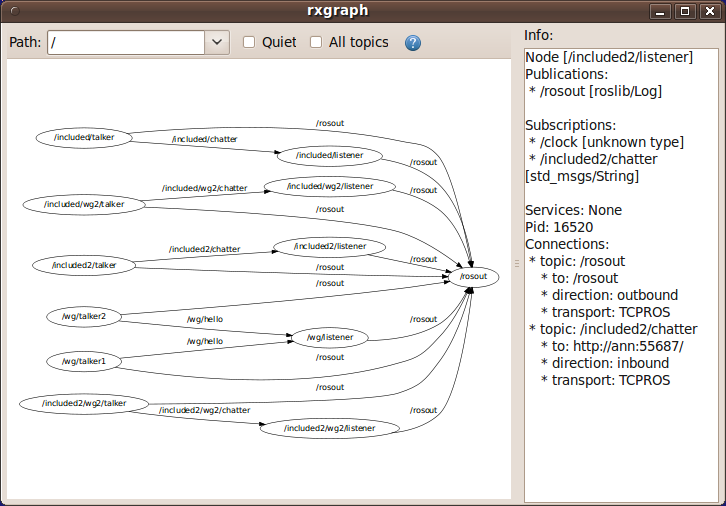 rxgraph
Path: / Quiet All topics ?
Info:
/rosout
/included/talker
/included/chatter
/included/listener
/rosout
/included/wg2/chatter
/included/wg2/listener
/rosout
/included/wg2/talker
/rosout
/included2/chatter
/included2/listener
/rosout
/included2/talker
/rosout
/rosout
/rosout
/wg/talker2
/wg/hello
/rosout
/wg/listener
/wg/hello
/rosout
/wg/talker1
/rosout
/included2/wg2/talker
/included2/wg2/chatter
/rosout
/included2/wg2/listener
Node [/included2/listener]
Publications:
* /rosout [roslib/Log]
Subscriptions:
* /clock [unknown type]
* /included2/chatter
[std_msgs/String]
Services: None
Pid: 16520
Connections:
* topic: /rosout
* to: /rosout
* direction: outbound
* transport: TCPROS
* topic: /included2/chatter
* to: http://ann:55687/
* direction: inbound
* transport: TCPROS